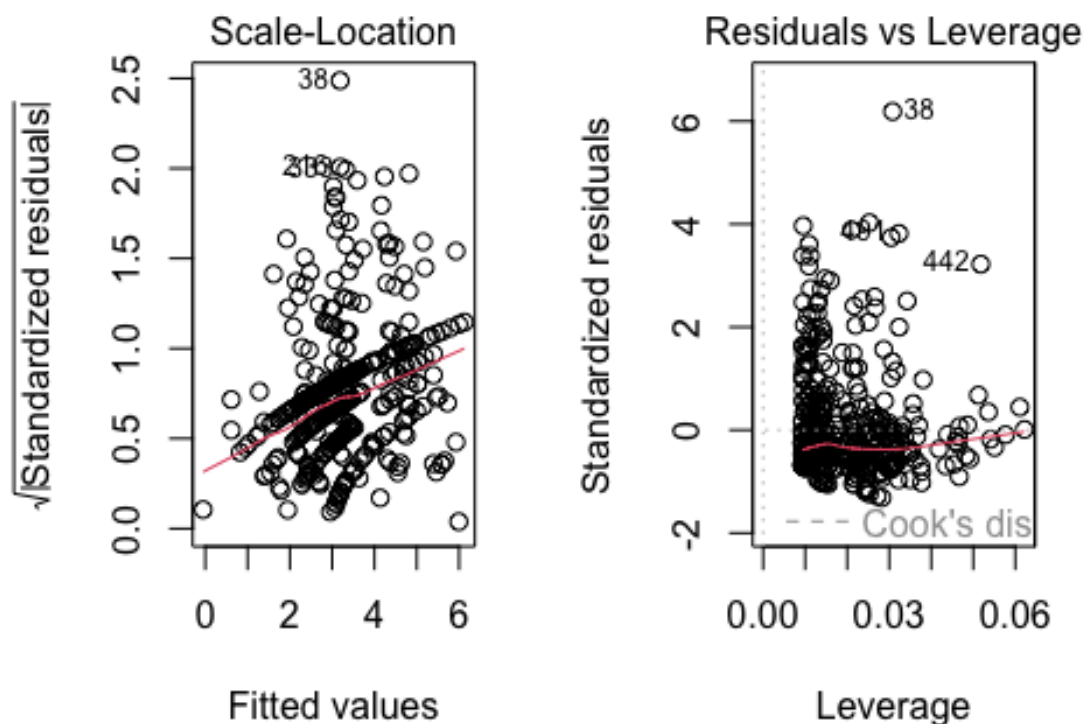 Scale-Location
√|Standardized residuals|
2.5
2.0
1.5
1.0
0.5
0.0
38
0 2 4 6
Fitted values
Residuals vs Leverage
Standardized residuals
6
4
2
0
-2
38
442
Cook's dis
0.00 0.03 0.06
Leverage